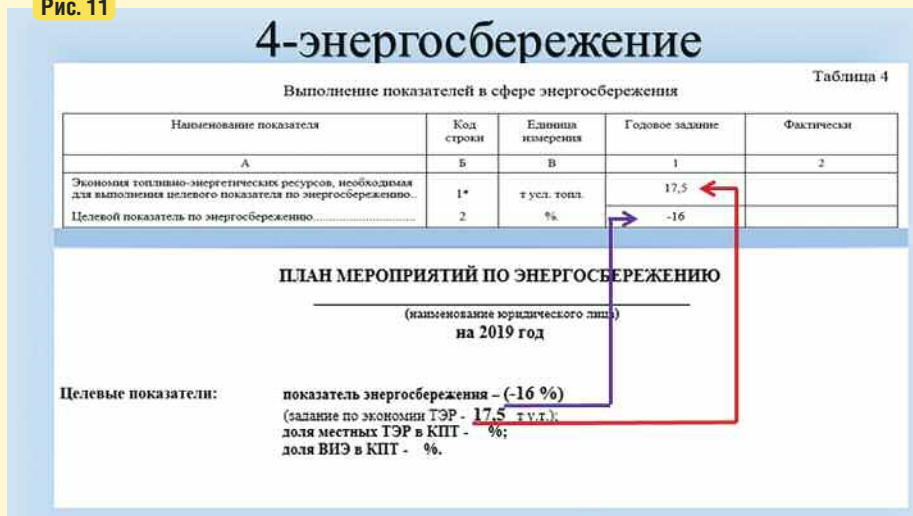 Рис. 11
4-энергосбережение
Таблица 4
Выполнение показателей в сфере энергосбережения
Наименование показателя Код строки Единица измерения Годовое задание Фактически
А Б В 1 2
Экономия топливно-энергетических ресурсов, необходимая
для выполнения целевого показателя по энергосбережению.. 1* т усл. топл. 17,5
Целевой показатель по энергосбережению.................... 2 % -16
ПЛАН МЕРОПРИЯТИЙ ПО ЭНЕРГОСБЕРЕЖЕНИЮ
(наименование юридического лица)
на 2019 год
Целевые показатели: показатель энергосбережения – (-16 %)
(задание по экономии ТЭР - 17,5 т у.т.);
доля местных ТЭР в КПТ - %;
доля ВИЭ в КПТ - %.